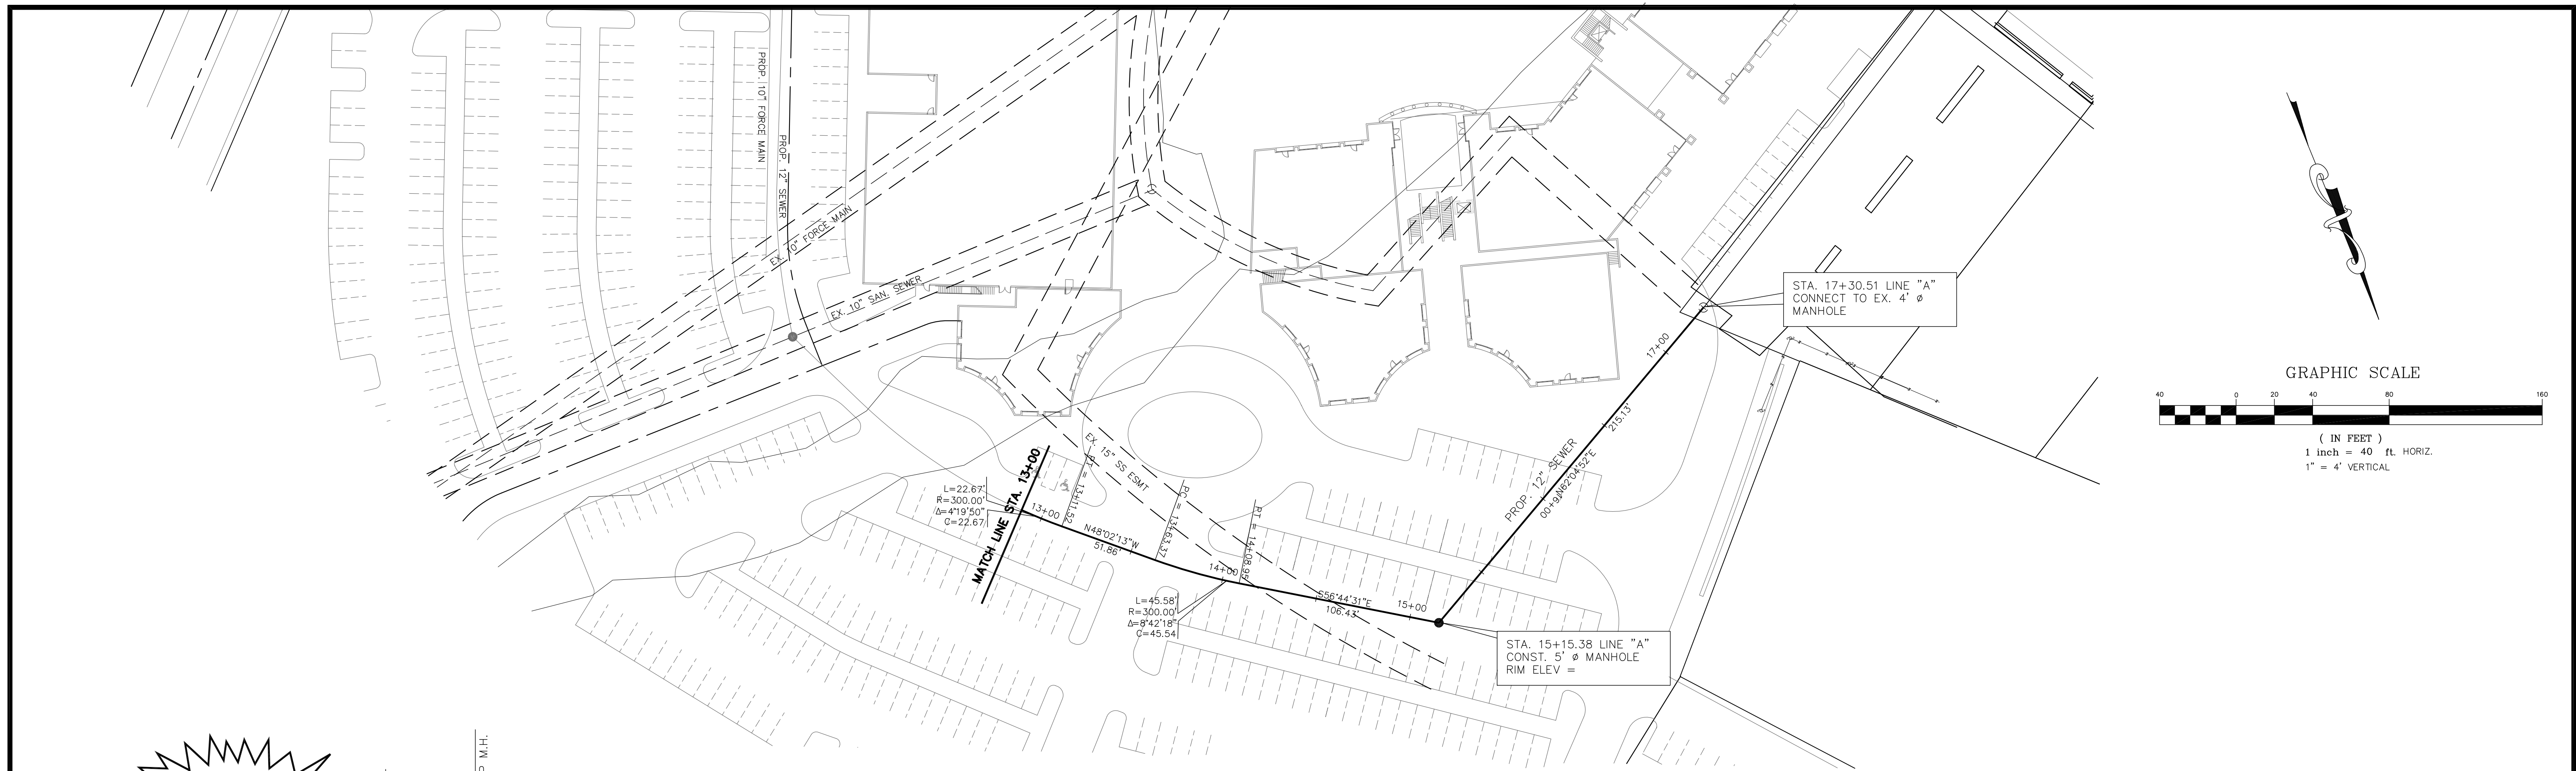 PROP. 10" FORCE MAIN
PROP. 12" SEWER
EX. 10" FORCE MAIN
EX. 10" SAN. SEWER
STA. 17+30.51 LINE "A"
CONNECT TO EX. 4' ø
MANHOLE
17+00
215.13'
PROP. 12" SEWER
N62°04'52"E
16+00
GRAPHIC SCALE
40 0 20 40 80 160
( IN FEET )
1 inch = 40 ft. HORIZ.
1" = 4' VERTICAL
EX. 15" SS ESMT
MATCH LINE STA. 13+00
L=22.67'
R=300.00'
Δ=4°19'50"
C=22.67
13+00
PT = 13+11.52
N48°02'13"W
51.86'
PC = 13+63.37
14+00
PT = 14+08.95
L=45.58'
R=300.00'
Δ=8°42'18"
C=45.54
S56°44'31"E
106.43'
15+00
STA. 15+15.38 LINE "A"
CONST. 5' ø MANHOLE
RIM ELEV =
M.H.